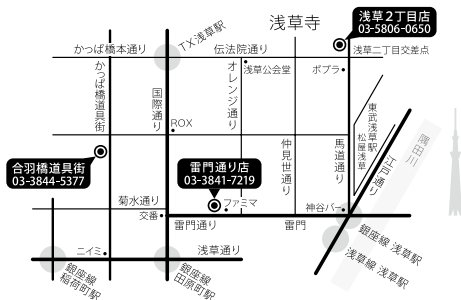 浅草寺
浅草2丁目店
03-5806-0650
TX浅草駅
かっぱ橋本通り
伝法院通り
浅草二丁目交差点
浅草公会堂
ポプラ
かっぱ橋道具街
国際通り
オレンジ通り
ROX
仲見世通り
馬道通り
東武浅草駅
松屋浅草
江戸通り
隅田川
合羽橋道具街
03-3844-5377
雷門通り店
03-3841-7219
菊水通り
交番
ファミマ
神谷バー
雷門通り
雷門
ニイミ
浅草通り
銀座線 浅草駅
浅草線 浅草駅
銀座線
稲荷町駅
銀座線
田原町駅